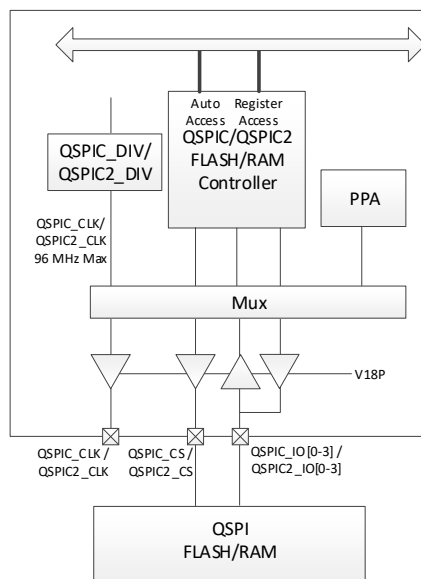 Auto Register
Access Access
QSPIC/QSPIC2
FLASH/RAM
Controller
QSPIC_DIV/
QSPIC2_DIV
PPA
QSPIC_CLK/
QSPIC2_CLK
96 MHz Max
Mux
V18P
QSPIC_CLK /
QSPIC2_CLK
QSPIC_CS /
QSPIC2_CS
QSPIC_IO[0-3] /
QSPIC2_IO[0-3]
QSPI
FLASH/RAM